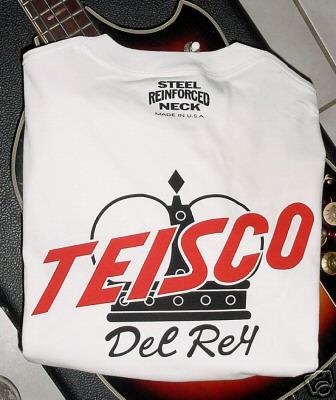 STEEL
REINFORCED
NECK
MADE IN U.S.A.
TEISCO
Del Rey